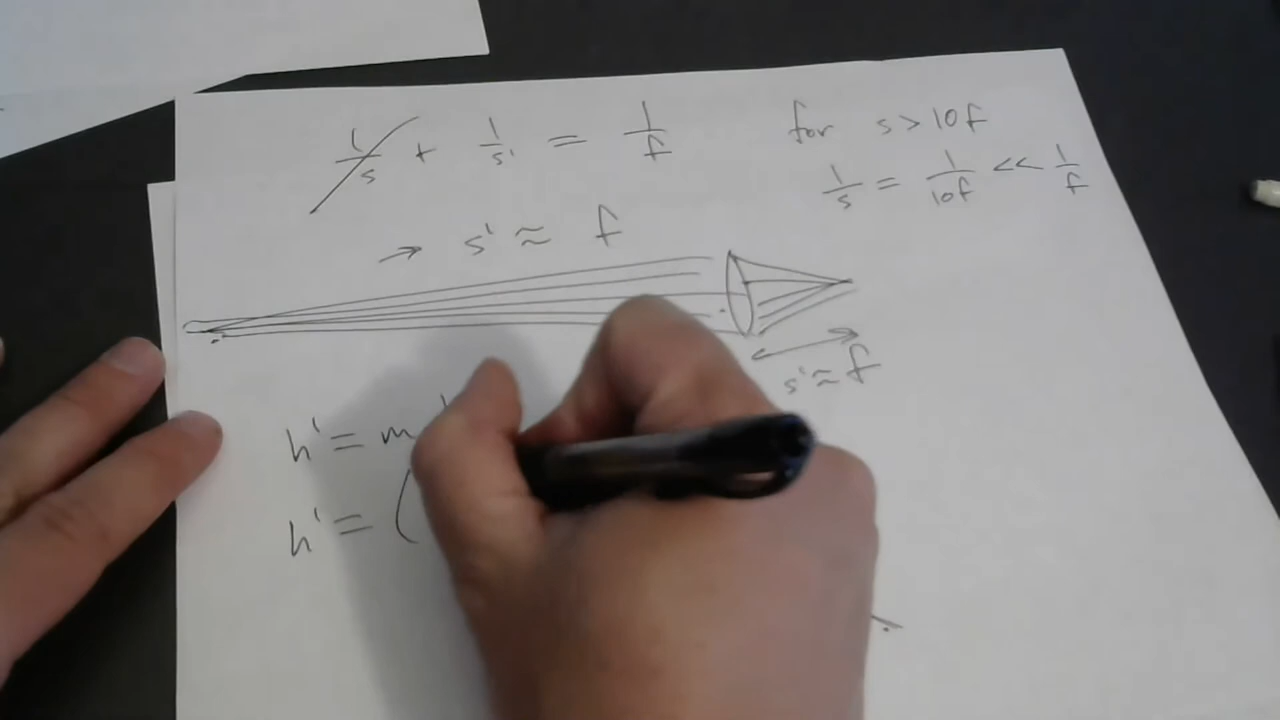 1/s + 1/s' = 1/f for s > 10f
1/s = 1/10f << 1/f
→ s' ≈ f
s' ≈ f
h' = m
h' = (